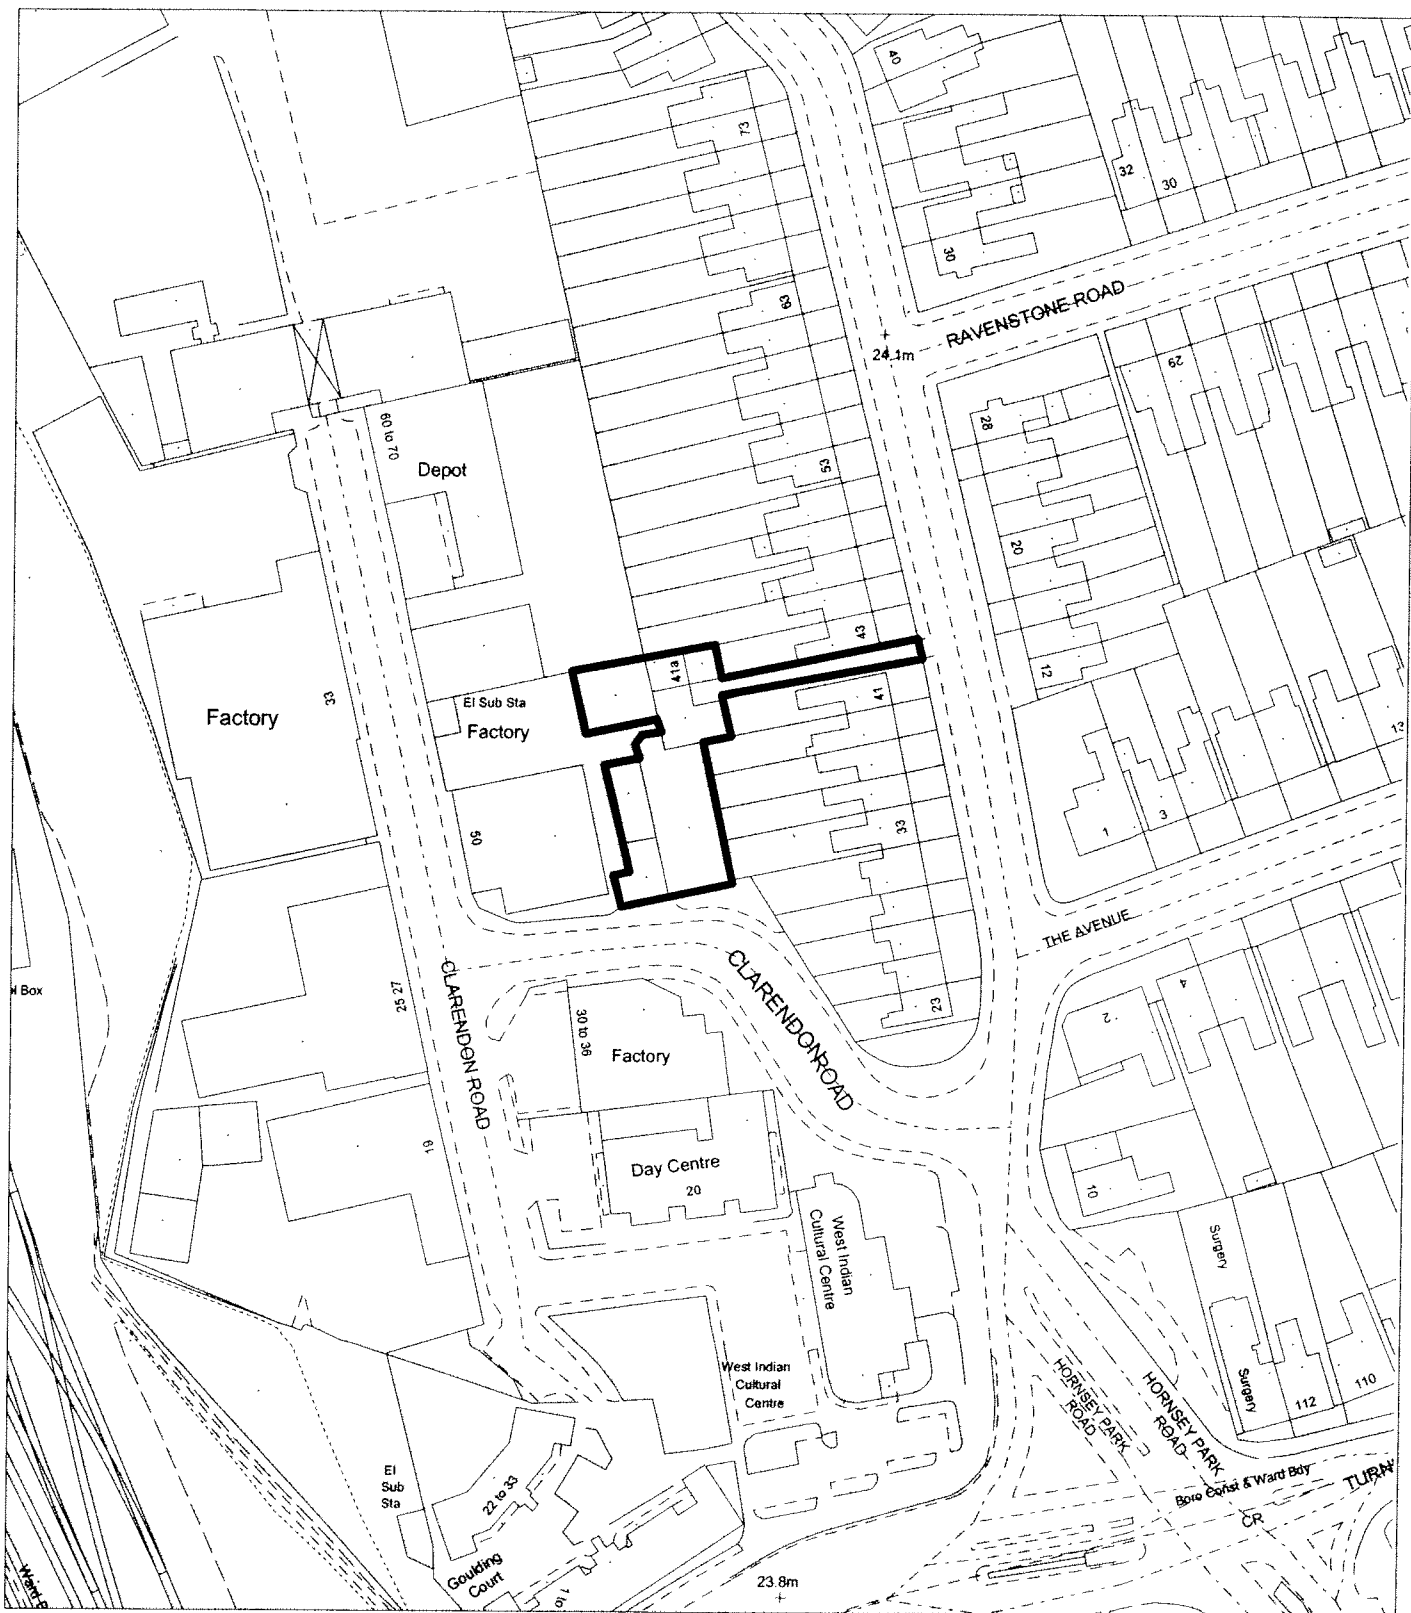 40
73
32
30
30
RAVENSTONE ROAD
63
24.1m
29
60 to 70
28
Depot
53
20
43
12
41a
41
33
El Sub Sta
Factory
Factory
13
1
3
33
50
THE AVENUE
CLARENDON ROAD
CLARENDON ROAD
25 27
23
4
2
30 to 36
Factory
19
Day Centre
20
10
West Indian
Cultural Centre
Surgery
West Indian
Cultural
Centre
HORNSEY PARK
ROAD
HORNSEY PARK
ROAD
Surgery
112
110
El
Sub
Sta
22 to 33
Boro Const & Ward Bdy
CR
Goulding
Court
23.8m
Box